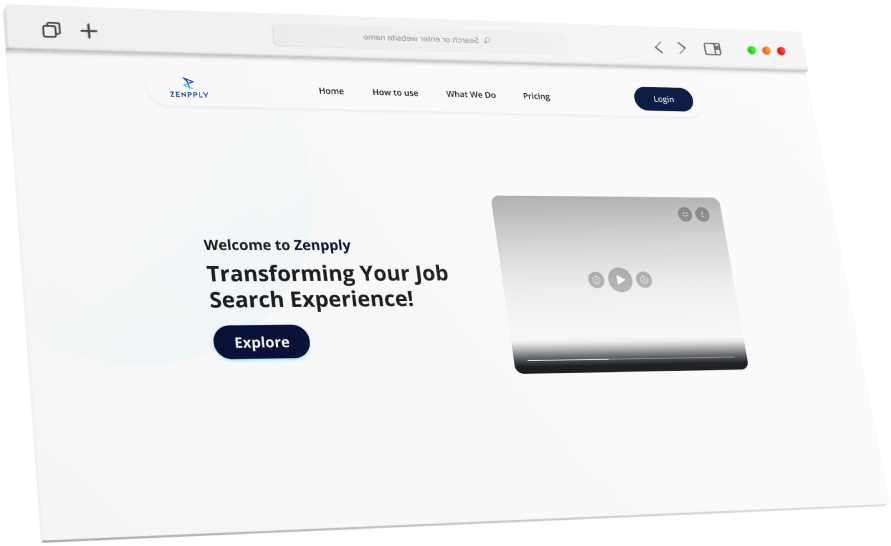 Search or enter website name
ZENPPLY
Home
How to use
What We Do
Pricing
Login
Welcome to Zenpply
Transforming Your Job
Search Experience!
Explore